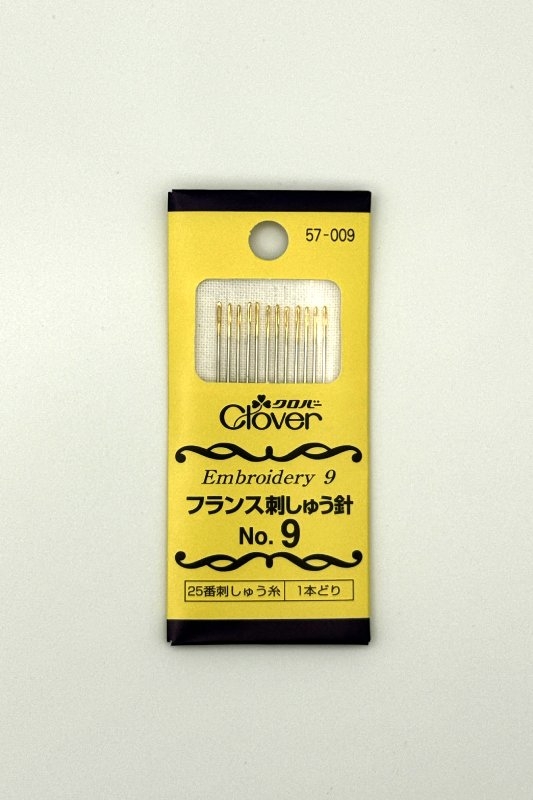 57-009
クロバー
Clover
Embroidery 9
フランス刺しゅう針
No. 9
25番刺しゅう糸 1本どり